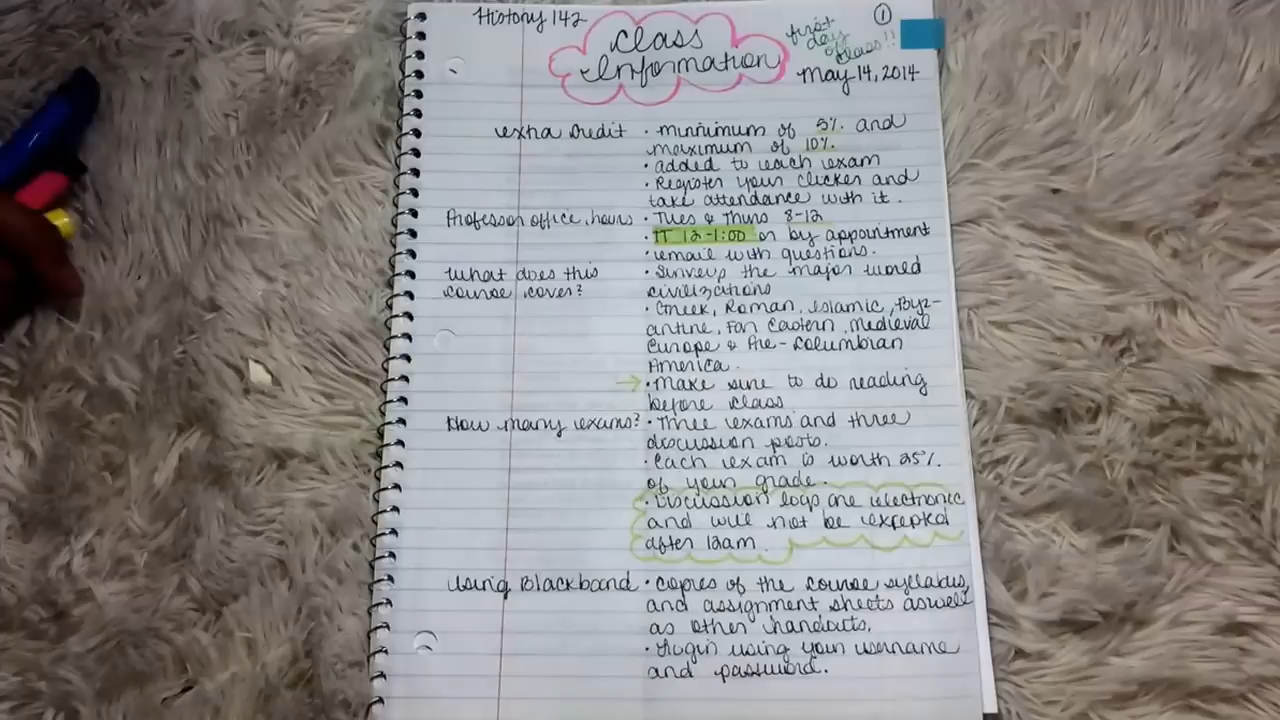 History 142
①
class
Information
first
day
of
class!!
May 14, 2014
extra credit · minimum of 5% and
maximum of 10%.
· added to each exam
· Register your clicker and
take attendance with it.
Professor office hours · Tues & Thurs 8-12
· TT 12-1:00 or by appointment
· email with questions.
What does this · Surveys the major world
course cover? civilizations
· Greek, Roman, Islamic, Byz-
antine, Far Eastern, Medieval
Europe & Pre-Columbian
America.
→ · Make sure to do reading
before class
How many exams? · Three exams and three
discussion posts.
· Each exam is worth 25%
of your grade.
· Discussion logs are electronic
and will not be excepted
after 12am.
Using Blackboard · copies of the course syllabus,
and assignment sheets aswell
as other handouts.
· Login using your username
and password.